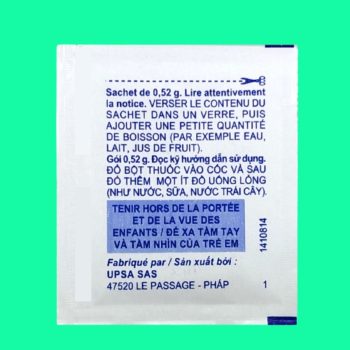 Sachet de 0,52 g. Lire attentivement
la notice. VERSER LE CONTENU DU
SACHET DANS UN VERRE, PUIS
AJOUTER UNE PETITE QUANTITÉ
DE BOISSON (PAR EXEMPLE EAU,
LAIT, JUS DE FRUIT).
Gói 0,52g. Đọc kỹ hướng dẫn sử dụng.
ĐỔ BỘT THUỐC VÀO CỐC VÀ SAU
ĐÓ THÊM MỘT ÍT ĐỒ UỐNG LỎNG
(NHƯ NƯỚC, SỮA, NƯỚC TRÁI CÂY).
TENIR HORS DE LA PORTÉE
ET DE LA VUE DES
ENFANTS / ĐỂ XA TẦM TAY
VÀ TẦM NHÌN CỦA TRẺ EM
1410814
Fabriqué par / Sản xuất bởi :
UPSA SAS
47520 LE PASSAGE - PHÁP 1